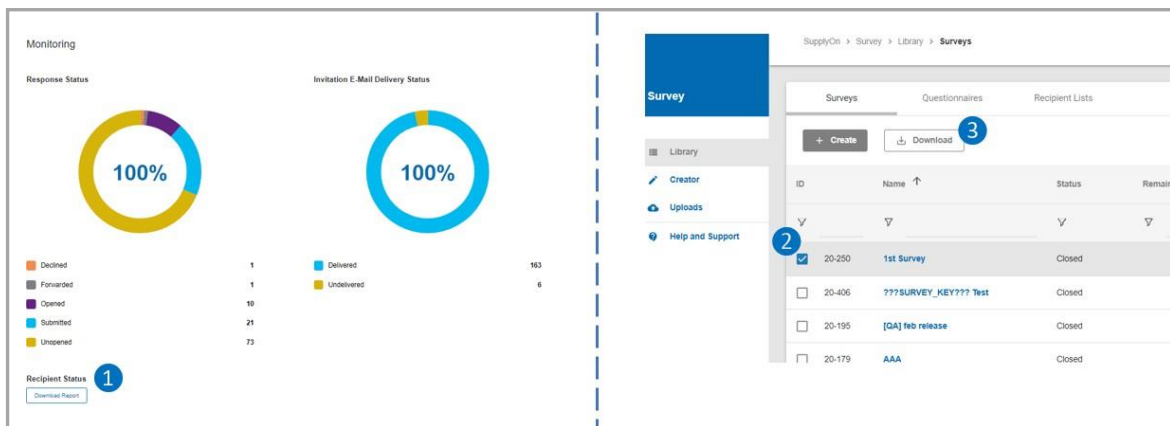 Monitoring
Response Status
Invitation E-Mail Delivery Status
100%
100%
Declined 1
Forwarded 1
Opened 10
Submitted 21
Unopened 73
Delivered 163
Undelivered 6
Recipient Status 1
Download Report
SupplyOn > Survey > Library > Surveys
Survey
Library
Creator
Uploads
Help and Support
Surveys Questionnaires Recipient Lists
+ Create Download 3
ID Name Status Remain
2
20-250 1st Survey Closed
20-406 ???SURVEY_KEY??? Test Closed
20-195 [QA] feb release Closed
20-179 AAA Closed